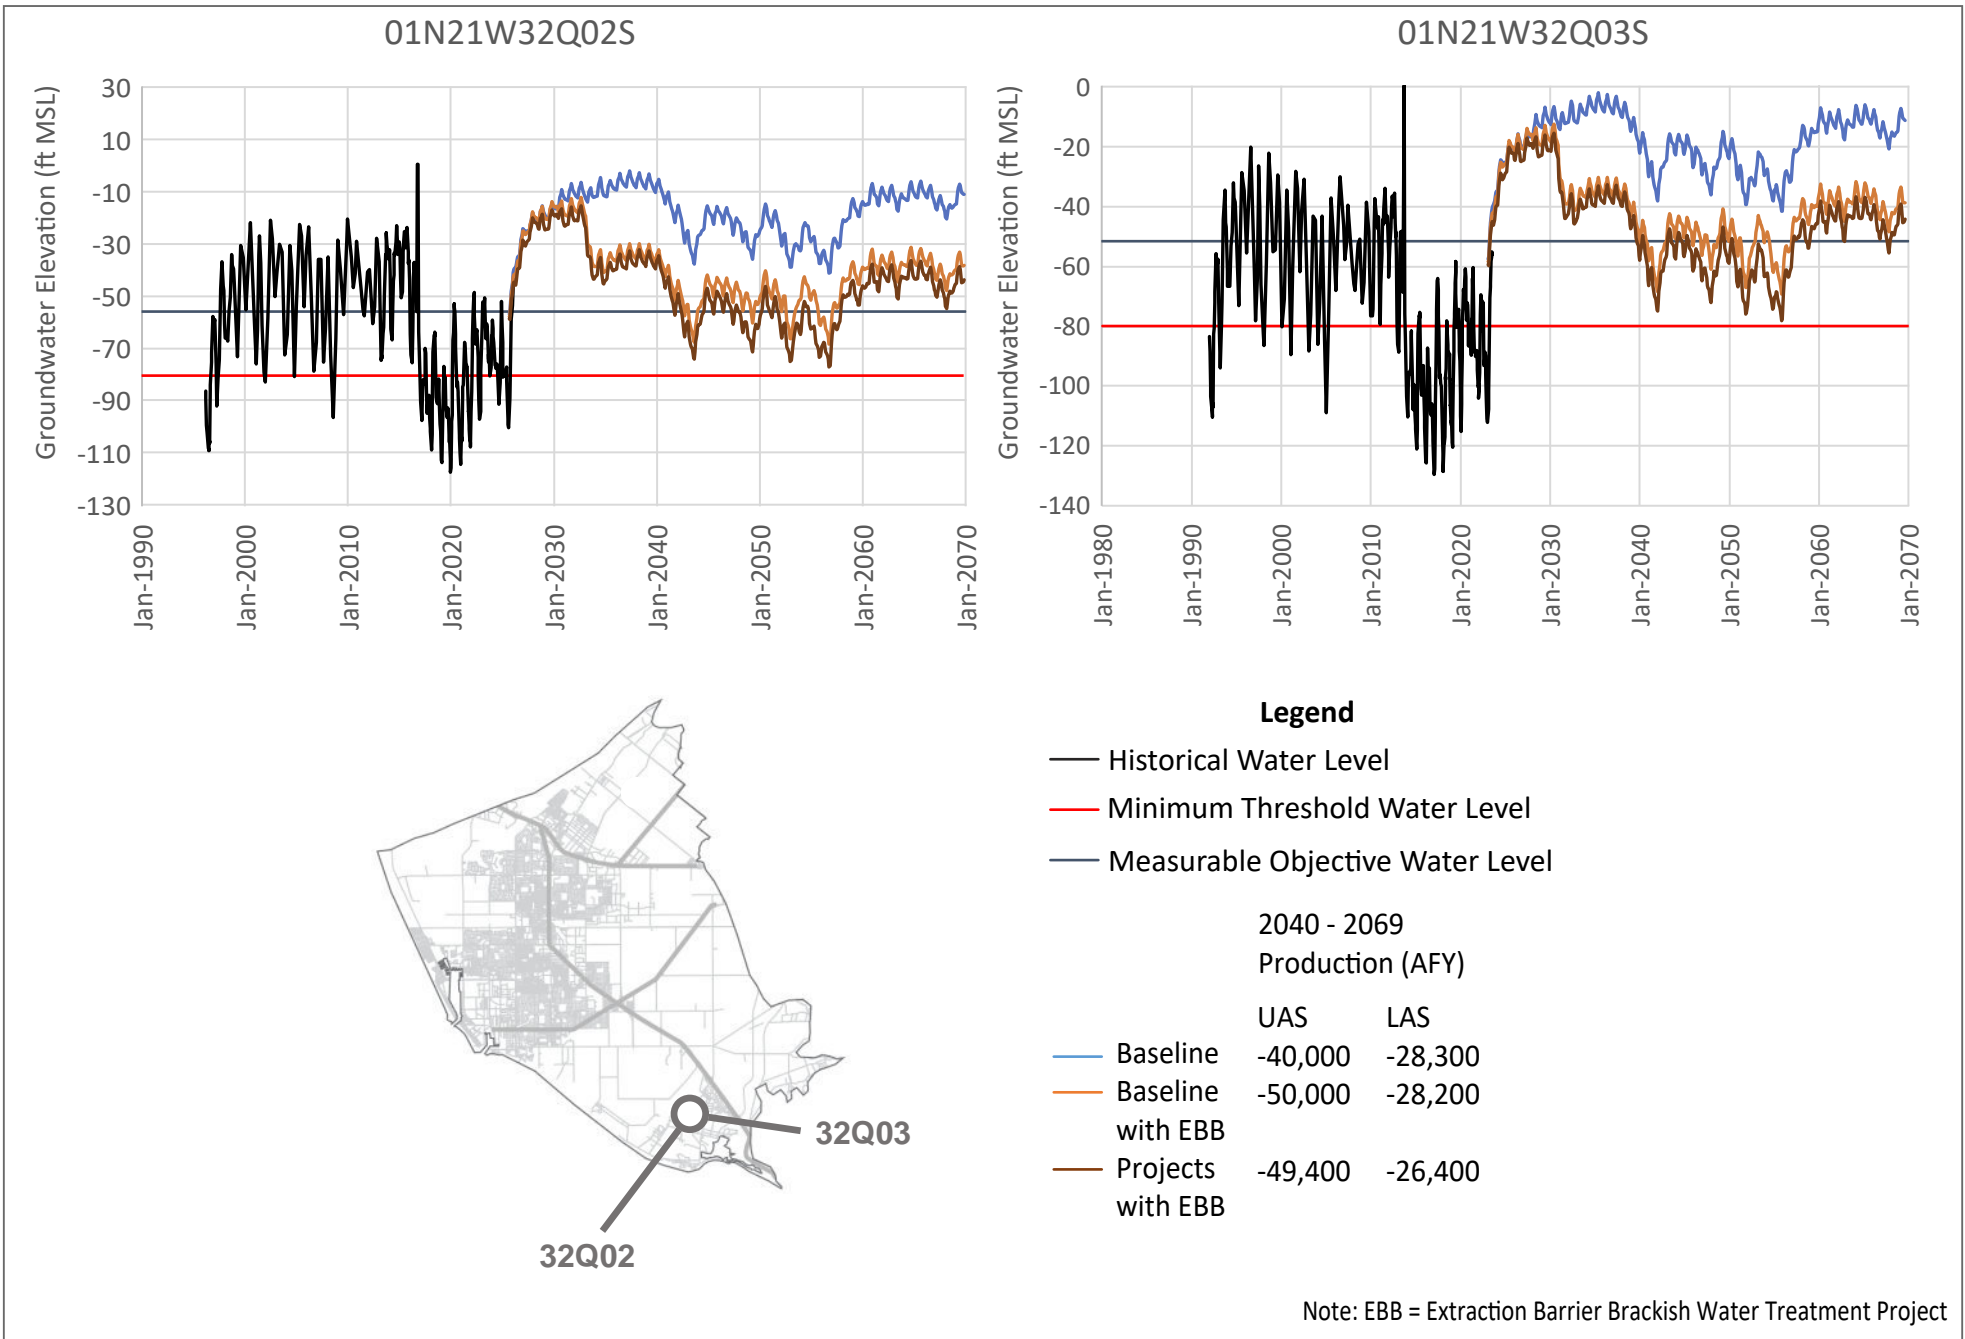 01N21W32Q02S
Groundwater Elevation (ft MSL)
30
10
-10
-30
-50
-70
-90
-110
-130
Jan-1990
Jan-2000
Jan-2010
Jan-2020
Jan-2030
Jan-2040
Jan-2050
Jan-2060
Jan-2070
01N21W32Q03S
Groundwater Elevation (ft MSL)
0
-20
-40
-60
-80
-100
-120
-140
Jan-1980
Jan-1990
Jan-2000
Jan-2010
Jan-2020
Jan-2030
Jan-2040
Jan-2050
Jan-2060
Jan-2070
32Q03
32Q02
Legend
Historical Water Level
Minimum Threshold Water Level
Measurable Objective Water Level
2040 - 2069
Production (AFY)
UAS LAS
Baseline -40,000 -28,300
Baseline -50,000 -28,200
with EBB
Projects -49,400 -26,400
with EBB
Note: EBB = Extraction Barrier Brackish Water Treatment Project